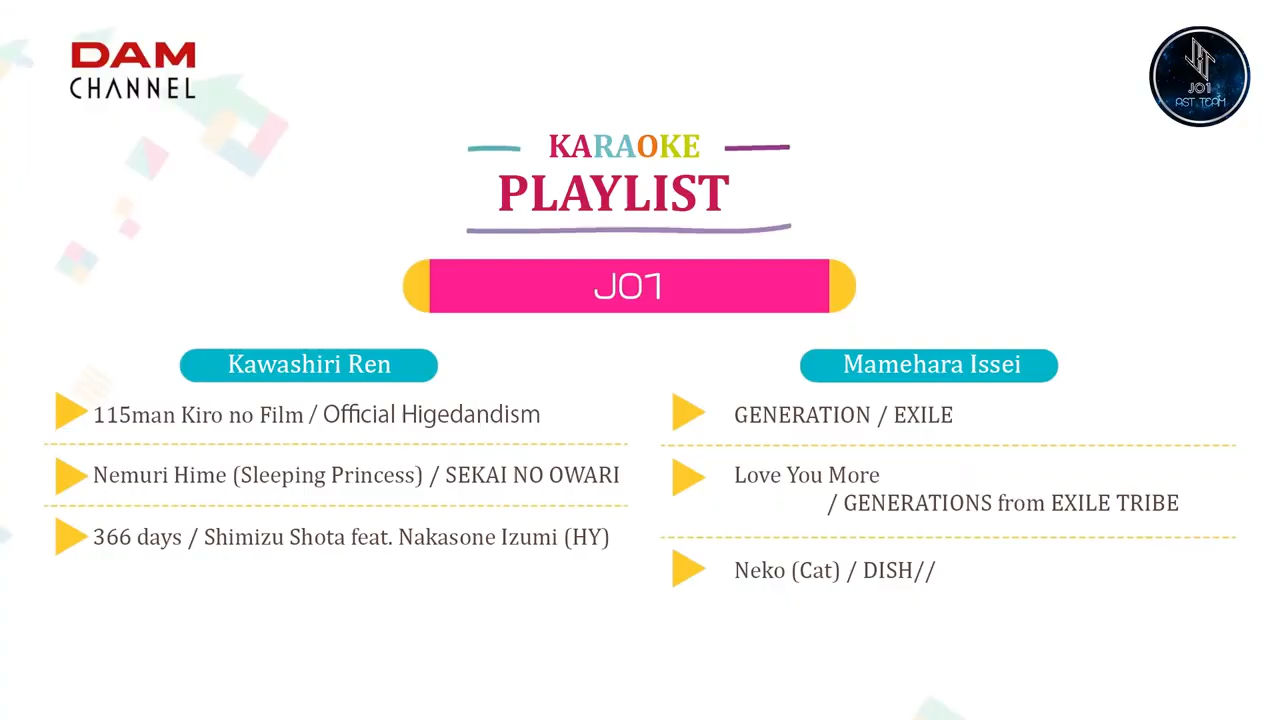 DAM
CHANNEL
JO1
AST TEAM
KARAOKE
PLAYLIST
JO1
Kawashiri Ren
115man Kiro no Film / Official Higedandism
Nemuri Hime (Sleeping Princess) / SEKAI NO OWARI
366 days / Shimizu Shota feat. Nakasone Izumi (HY)
Mamehara Issei
GENERATION / EXILE
Love You More
/ GENERATIONS from EXILE TRIBE
Neko (Cat) / DISH//